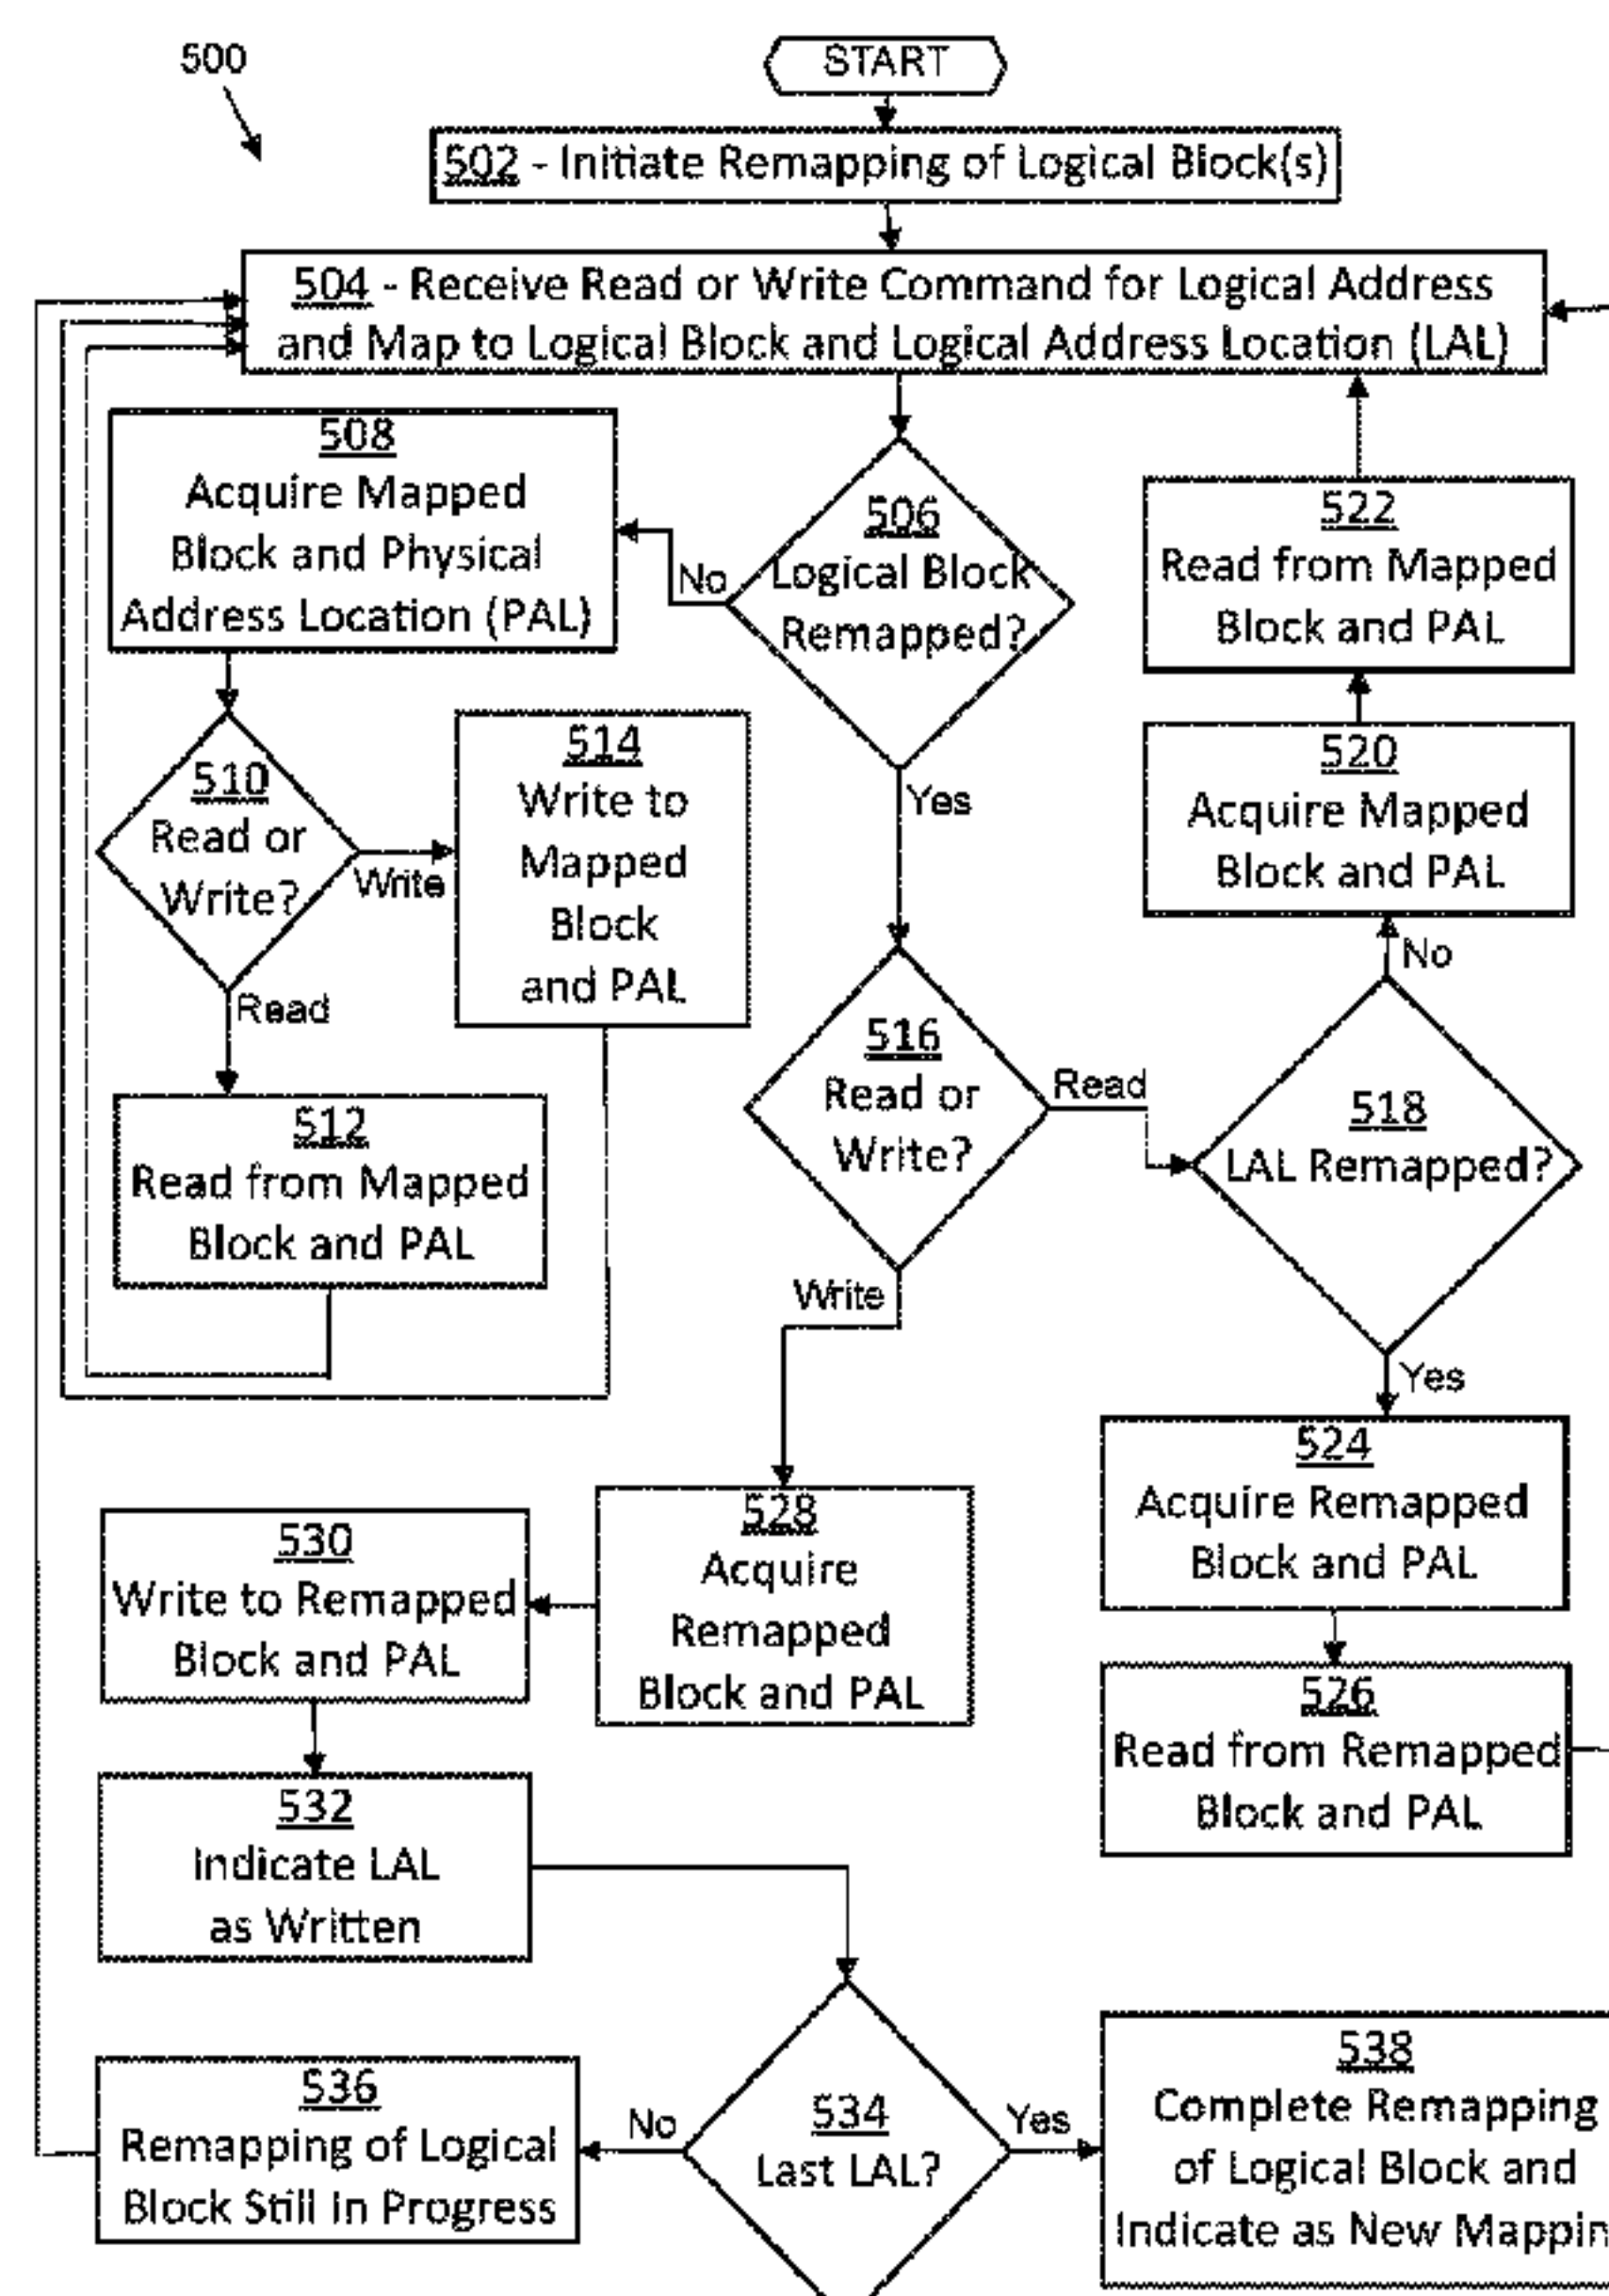 500
START
502 - Initiate Remapping of Logical Block(s)
504 - Receive Read or Write Command for Logical Address
and Map to Logical Block and Logical Address Location (LAL)
508
Acquire Mapped
Block and Physical
Address Location (PAL)
506
Logical Block
Remapped?
No
Yes
522
Read from Mapped
Block and PAL
520
Acquire Mapped
Block and PAL
510
Read or
Write?
Write
Read
514
Write to
Mapped
Block
and PAL
512
Read from Mapped
Block and PAL
516
Read or
Write?
Read
Write
518
LAL Remapped?
No
Yes
524
Acquire Remapped
Block and PAL
526
Read from Remapped
Block and PAL
528
Acquire
Remapped
Block and PAL
530
Write to Remapped
Block and PAL
532
Indicate LAL
as Written
534
Last LAL?
No
Yes
536
Remapping of Logical
Block Still In Progress
538
Complete Remapping
of Logical Block and
Indicate as New Mappin